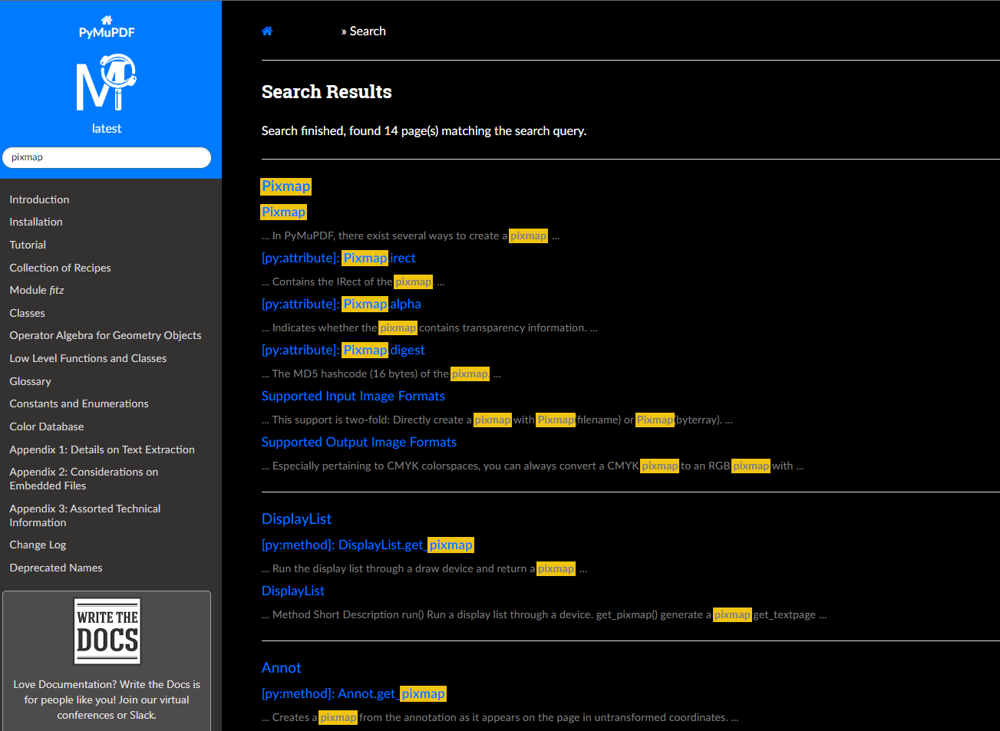 PyMuPDF
latest
pixmap
Introduction
Installation
Tutorial
Collection of Recipes
Module fitz
Classes
Operator Algebra for Geometry Objects
Low Level Functions and Classes
Glossary
Constants and Enumerations
Color Database
Appendix 1: Details on Text Extraction
Appendix 2: Considerations on
Embedded Files
Appendix 3: Assorted Technical
Information
Change Log
Deprecated Names
WRITE THE
DOCS
Love Documentation? Write the Docs is
for people like you! Join our virtual
conferences or Slack.
» Search
Search Results
Search finished, found 14 page(s) matching the search query.
Pixmap
Pixmap
... In PyMuPDF, there exist several ways to create a pixmap. ...
[py:attribute]: Pixmap.irect
... Contains the IRect of the pixmap. ...
[py:attribute]: Pixmap.alpha
... Indicates whether the pixmap contains transparency information. ...
[py:attribute]: Pixmap.digest
... The MD5 hashcode (16 bytes) of the pixmap. ...
Supported Input Image Formats
... This support is two-fold: Directly create a pixmap with Pixmap(filename) or Pixmap(byterray). ...
Supported Output Image Formats
... Especially pertaining to CMYK colorspaces, you can always convert a CMYK pixmap to an RGB pixmap with ...
DisplayList
[py:method]: DisplayList.get_pixmap
... Run the display list through a draw device and return a pixmap. ...
DisplayList
... Method Short Description run() Run a display list through a device. get_pixmap() generate a pixmap get_textpage ...
Annot
[py:method]: Annot.get_pixmap
... Creates a pixmap from the annotation as it appears on the page in untransformed coordinates. ...